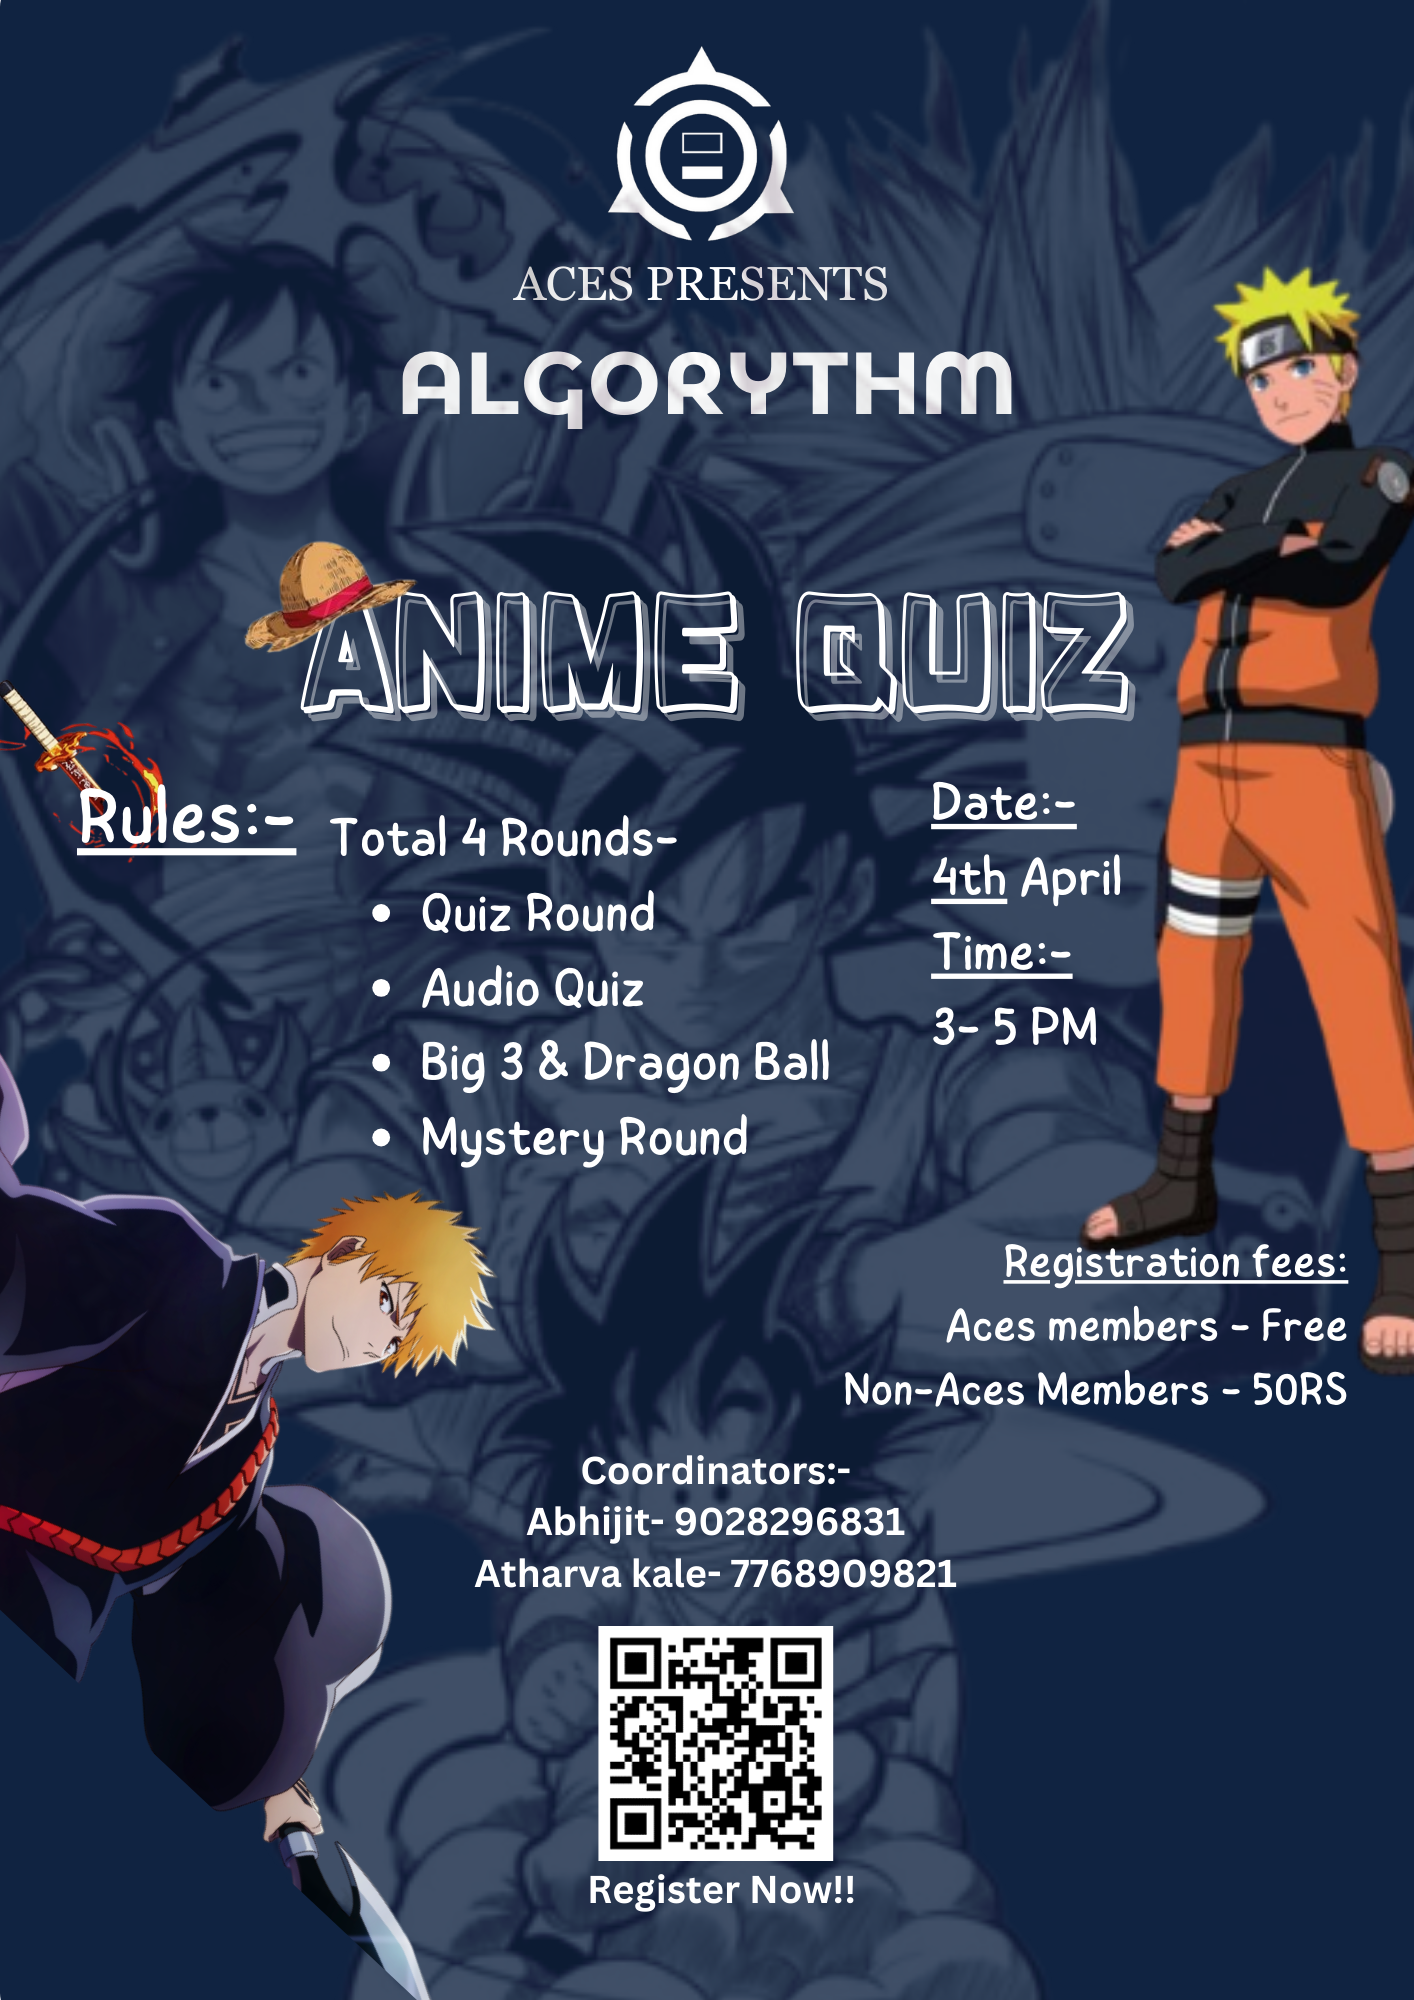 ACES PRESENTS
ALGORYTHM
ANIME QUIZ
Rules:-
Total 4 Rounds-
• Quiz Round
• Audio Quiz
• Big 3 & Dragon Ball
• Mystery Round
Date:-
4th April
Time:-
3- 5 PM
Registration fees:
Aces members - Free
Non-Aces Members - 50RS
Coordinators:-
Abhijit- 9028296831
Atharva kale- 7768909821
Register Now!!